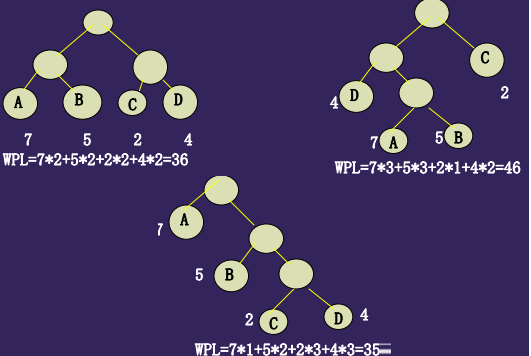 A B C D
7 5 2 4
WPL=7*2+5*2+2*2+4*2=36
C
2
4 D
7 A 5 B
WPL=7*3+5*3+2*1+4*2=46
7 A
5 B
2 C D 4
WPL=7*1+5*2+2*3+4*3=35